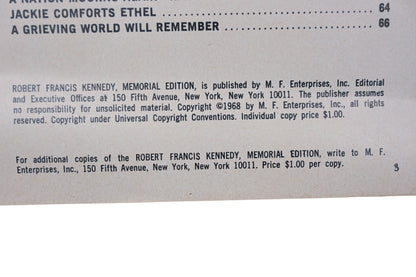 JACKIE COMFORTS ETHEL ........ 64
A GRIEVING WORLD WILL REMEMBER ........ 66
ROBERT FRANCIS KENNEDY, MEMORIAL EDITION, is published by M. F. Enterprises, Inc. Editorial
and Executive Offices at 150 Fifth Avenue, New York, New York 10011. The publisher assumes
no responsibility for unsolicited material. Copyright ©1968 by M. F. Enterprises, Inc., all rights
reserved. Copyright under Universal Copyright Conventions. Individual copy price $1.00.
For additional copies of the ROBERT FRANCIS KENNEDY, MEMORIAL EDITION, write to M. F.
Enterprises, Inc., 150 Fifth Avenue, New York, New York 10011. Price $1.00 per copy.
3